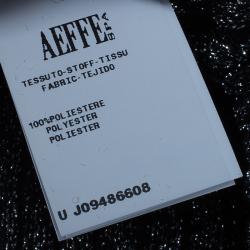 AEFFE SPA
TESSUTO-STOFF-TISSU
FABRIC-TEJIDO
100%POLIESTERE
POLYESTER
POLIESTER
U J09486608